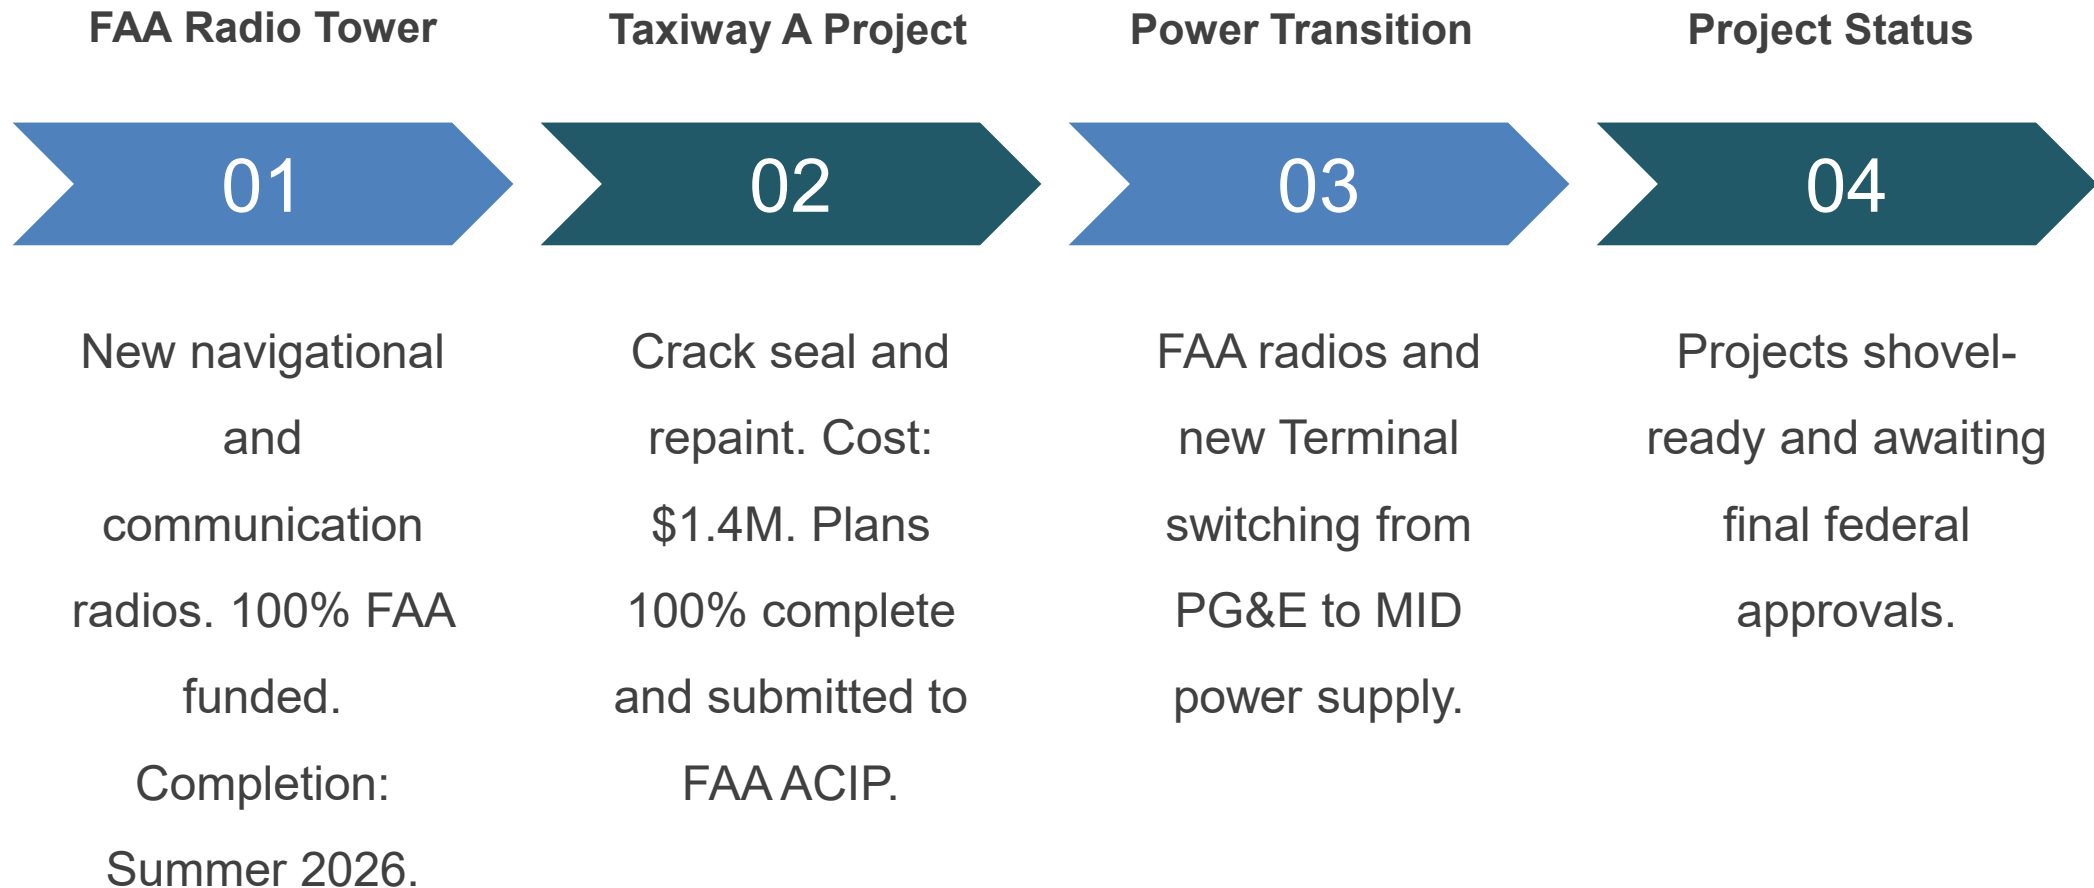 FAA Radio Tower
01
New navigational
and
communication
radios. 100% FAA
funded.
Completion:
Summer 2026.
Taxiway A Project
02
Crack seal and
repaint. Cost:
$1.4M. Plans
100% complete
and submitted to
FAA ACIP.
Power Transition
03
FAA radios and
new Terminal
switching from
PG&E to MID
power supply.
Project Status
04
Projects shovel-
ready and awaiting
final federal
approvals.